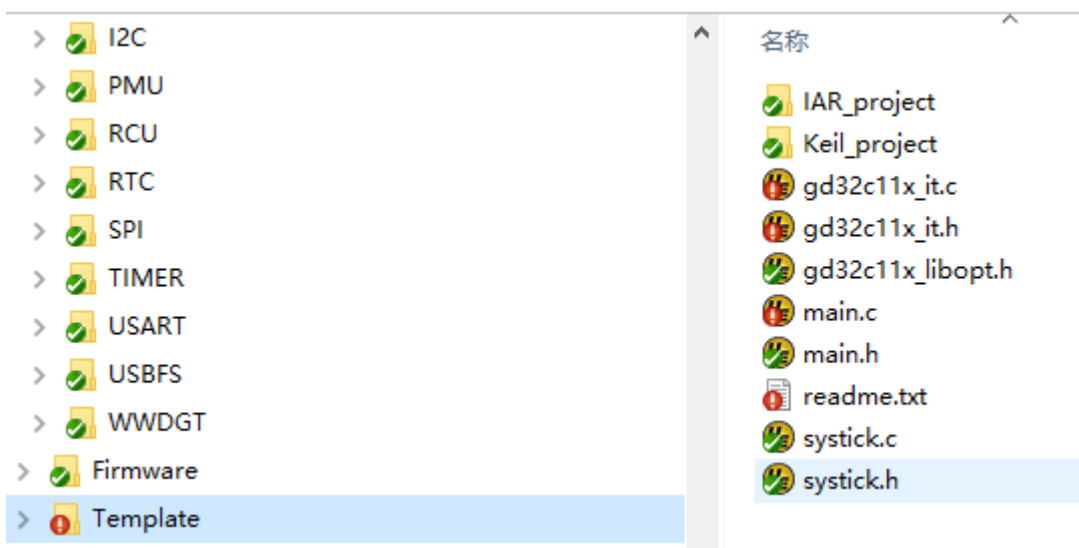 I2C
PMU
RCU
RTC
SPI
TIMER
USART
USBFS
WWDGT
Firmware
Template
名称
IAR_project
Keil_project
gd32c11x_it.c
gd32c11x_it.h
gd32c11x_libopt.h
main.c
main.h
readme.txt
systick.c
systick.h